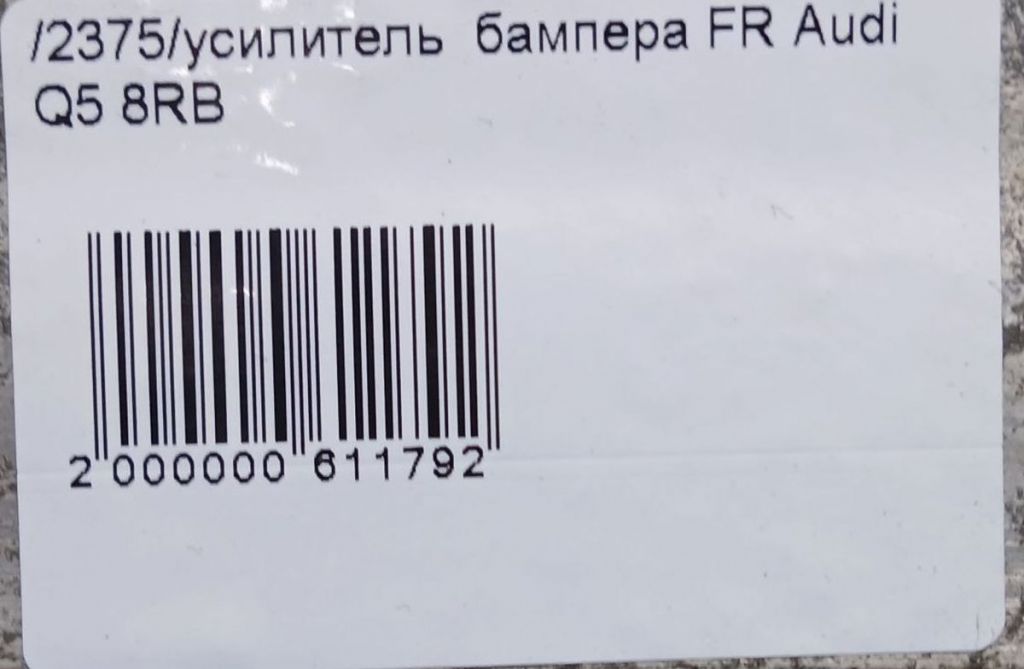 /2375/усилитель бампера FR Audi
Q5 8RB
2 000000 611792